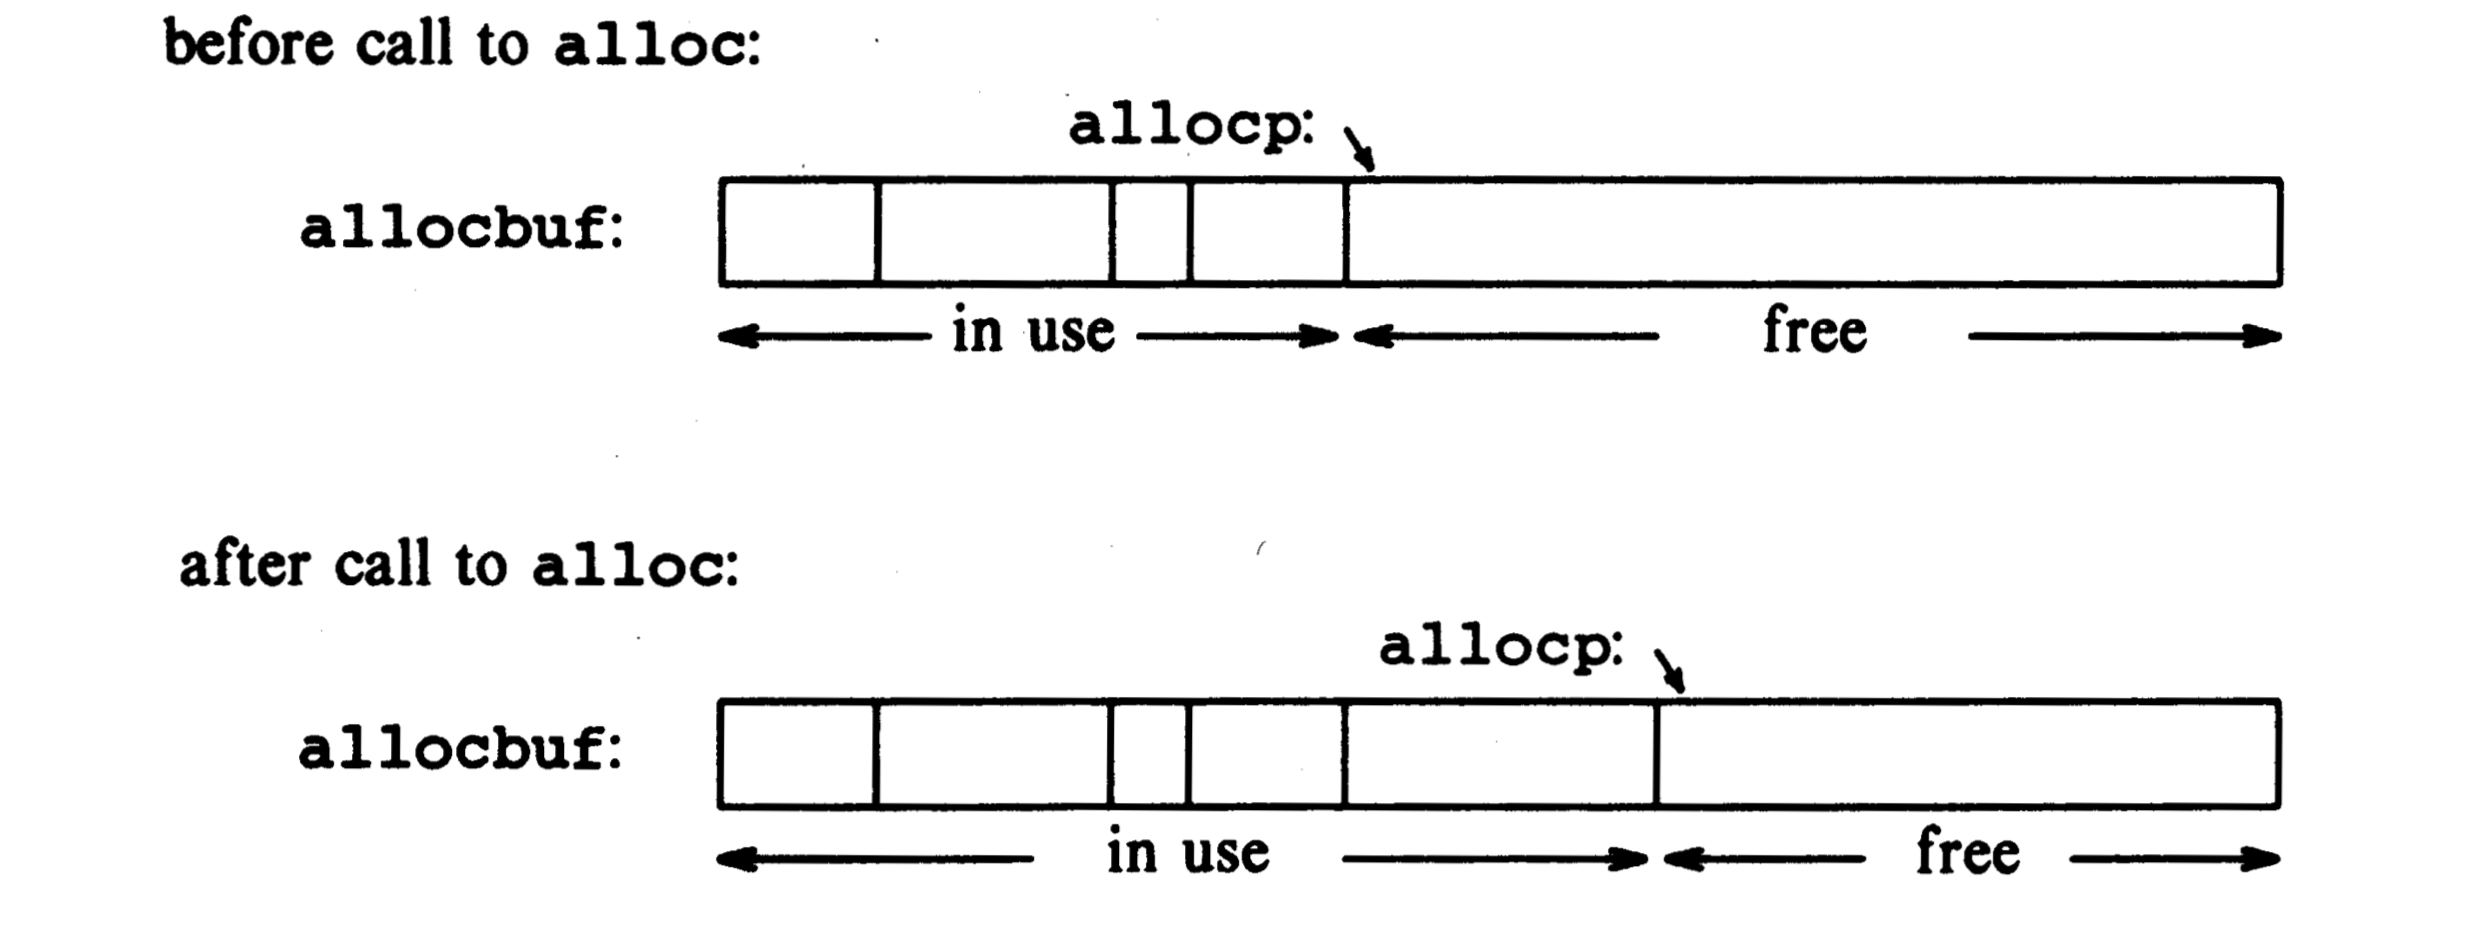 before call to alloc:
allocp:
allocbuf:
in use free
after call to alloc:
allocp:
allocbuf:
in use free